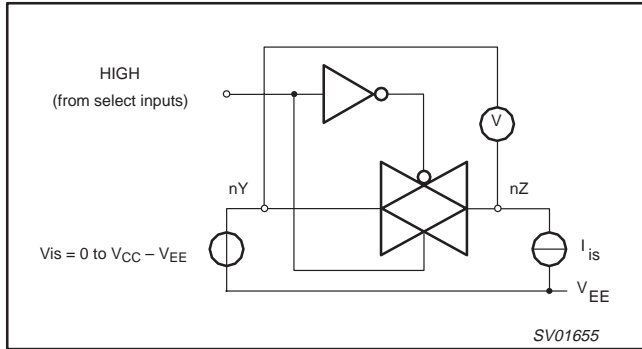 HIGH
(from select inputs)
V
nY
nZ
Vis = 0 to VCC – VEE
Iis
VEE
SV01655